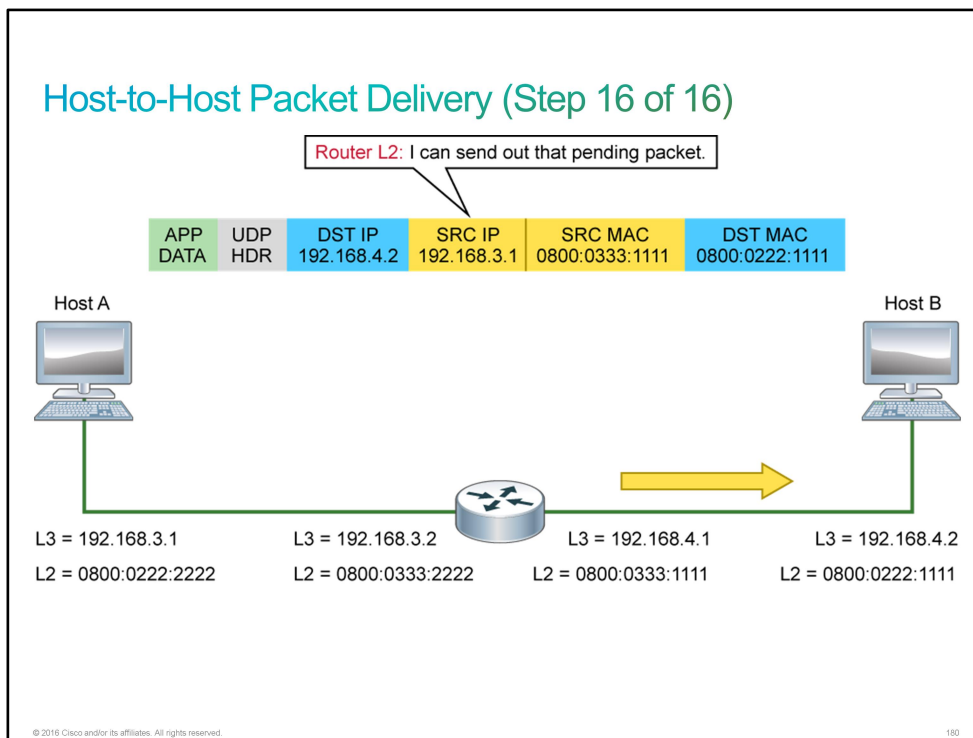 Host-to-Host Packet Delivery (Step 16 of 16)
Router L2: I can send out that pending packet.
APP DATA
UDP HDR
DST IP 192.168.4.2
SRC IP 192.168.3.1
SRC MAC 0800:0333:1111
DST MAC 0800:0222:1111
Host A
Host B
L3 = 192.168.3.1
L2 = 0800:0222:2222
L3 = 192.168.3.2
L2 = 0800:0333:2222
L3 = 192.168.4.1
L2 = 0800:0333:1111
L3 = 192.168.4.2
L2 = 0800:0222:1111
© 2016 Cisco and/or its affiliates. All rights reserved.
180